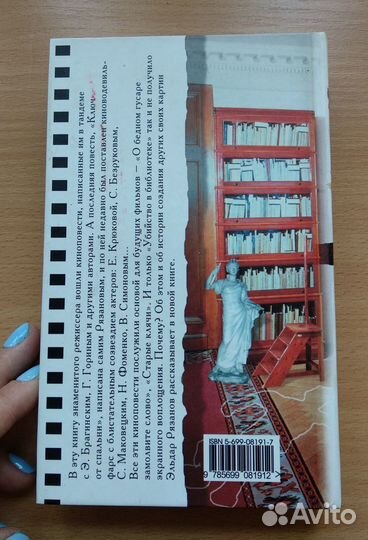 В эту книгу знаменитого режиссера вошли киноповести, написанные им в тандеме
с Э. Брагинским, Г. Гориным и другими авторами. А последняя повесть, «Ключ
от спальни», написана самим Рязановым, и по ней недавно был поставлен киноводевиль-
фарс с блистательным созвездием актеров: Е. Крюковой, С. Безруковым,
С. Маковецким, Н. Фоменко, В. Симоновым...
Все эти киноповести послужили основой для будущих фильмов — «О бедном гусаре
замолвите слово», «Старые клячи». И только «Убийство в библиотеке» так и не получило
экранного воплощения. Почему? Об этом и об истории создания других своих картин
Эльдар Рязанов рассказывает в новой книге.
ISBN 5-699-08191-7
9 785699 081912 >
Avito